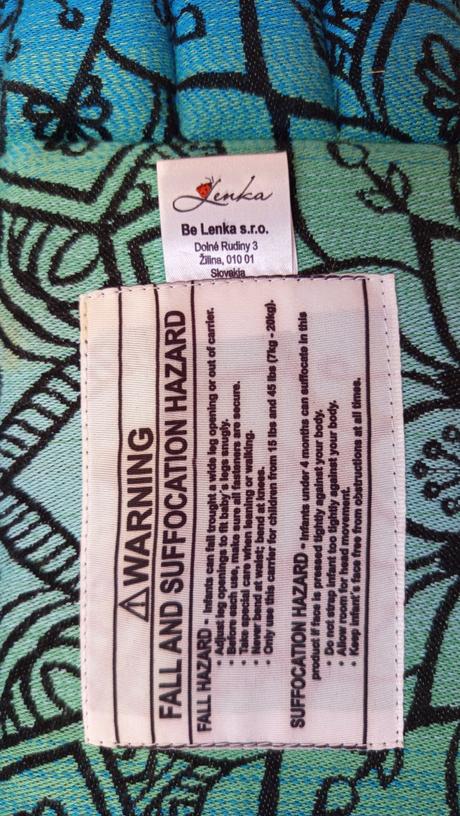 Lenka
Be Lenka s.r.o.
Dolné Rudiny 3
Žilina, 010 01
Slovakia
⚠WARNING
FALL AND SUFFOCATION HAZARD
FALL HAZARD - Infants can fall trought a wide leg opening or out of carrier.
• Adjust leg openings to fit baby's legs snugly.
• Before each use, make sure all fasteners are secure.
• Take special care when leaning or walking.
• Never bend at waist; bend at knees.
• Only use this carrier for children from 15 lbs and 45 lbs (7kg - 20kg).
SUFFOCATION HAZARD - Infants under 4 months can suffocate in this
product if face is pressed tightly against your body.
• Do not strap infant too tightly against your body.
• Allow room for head movement.
• Keep infant's face free from obstructions at all times.